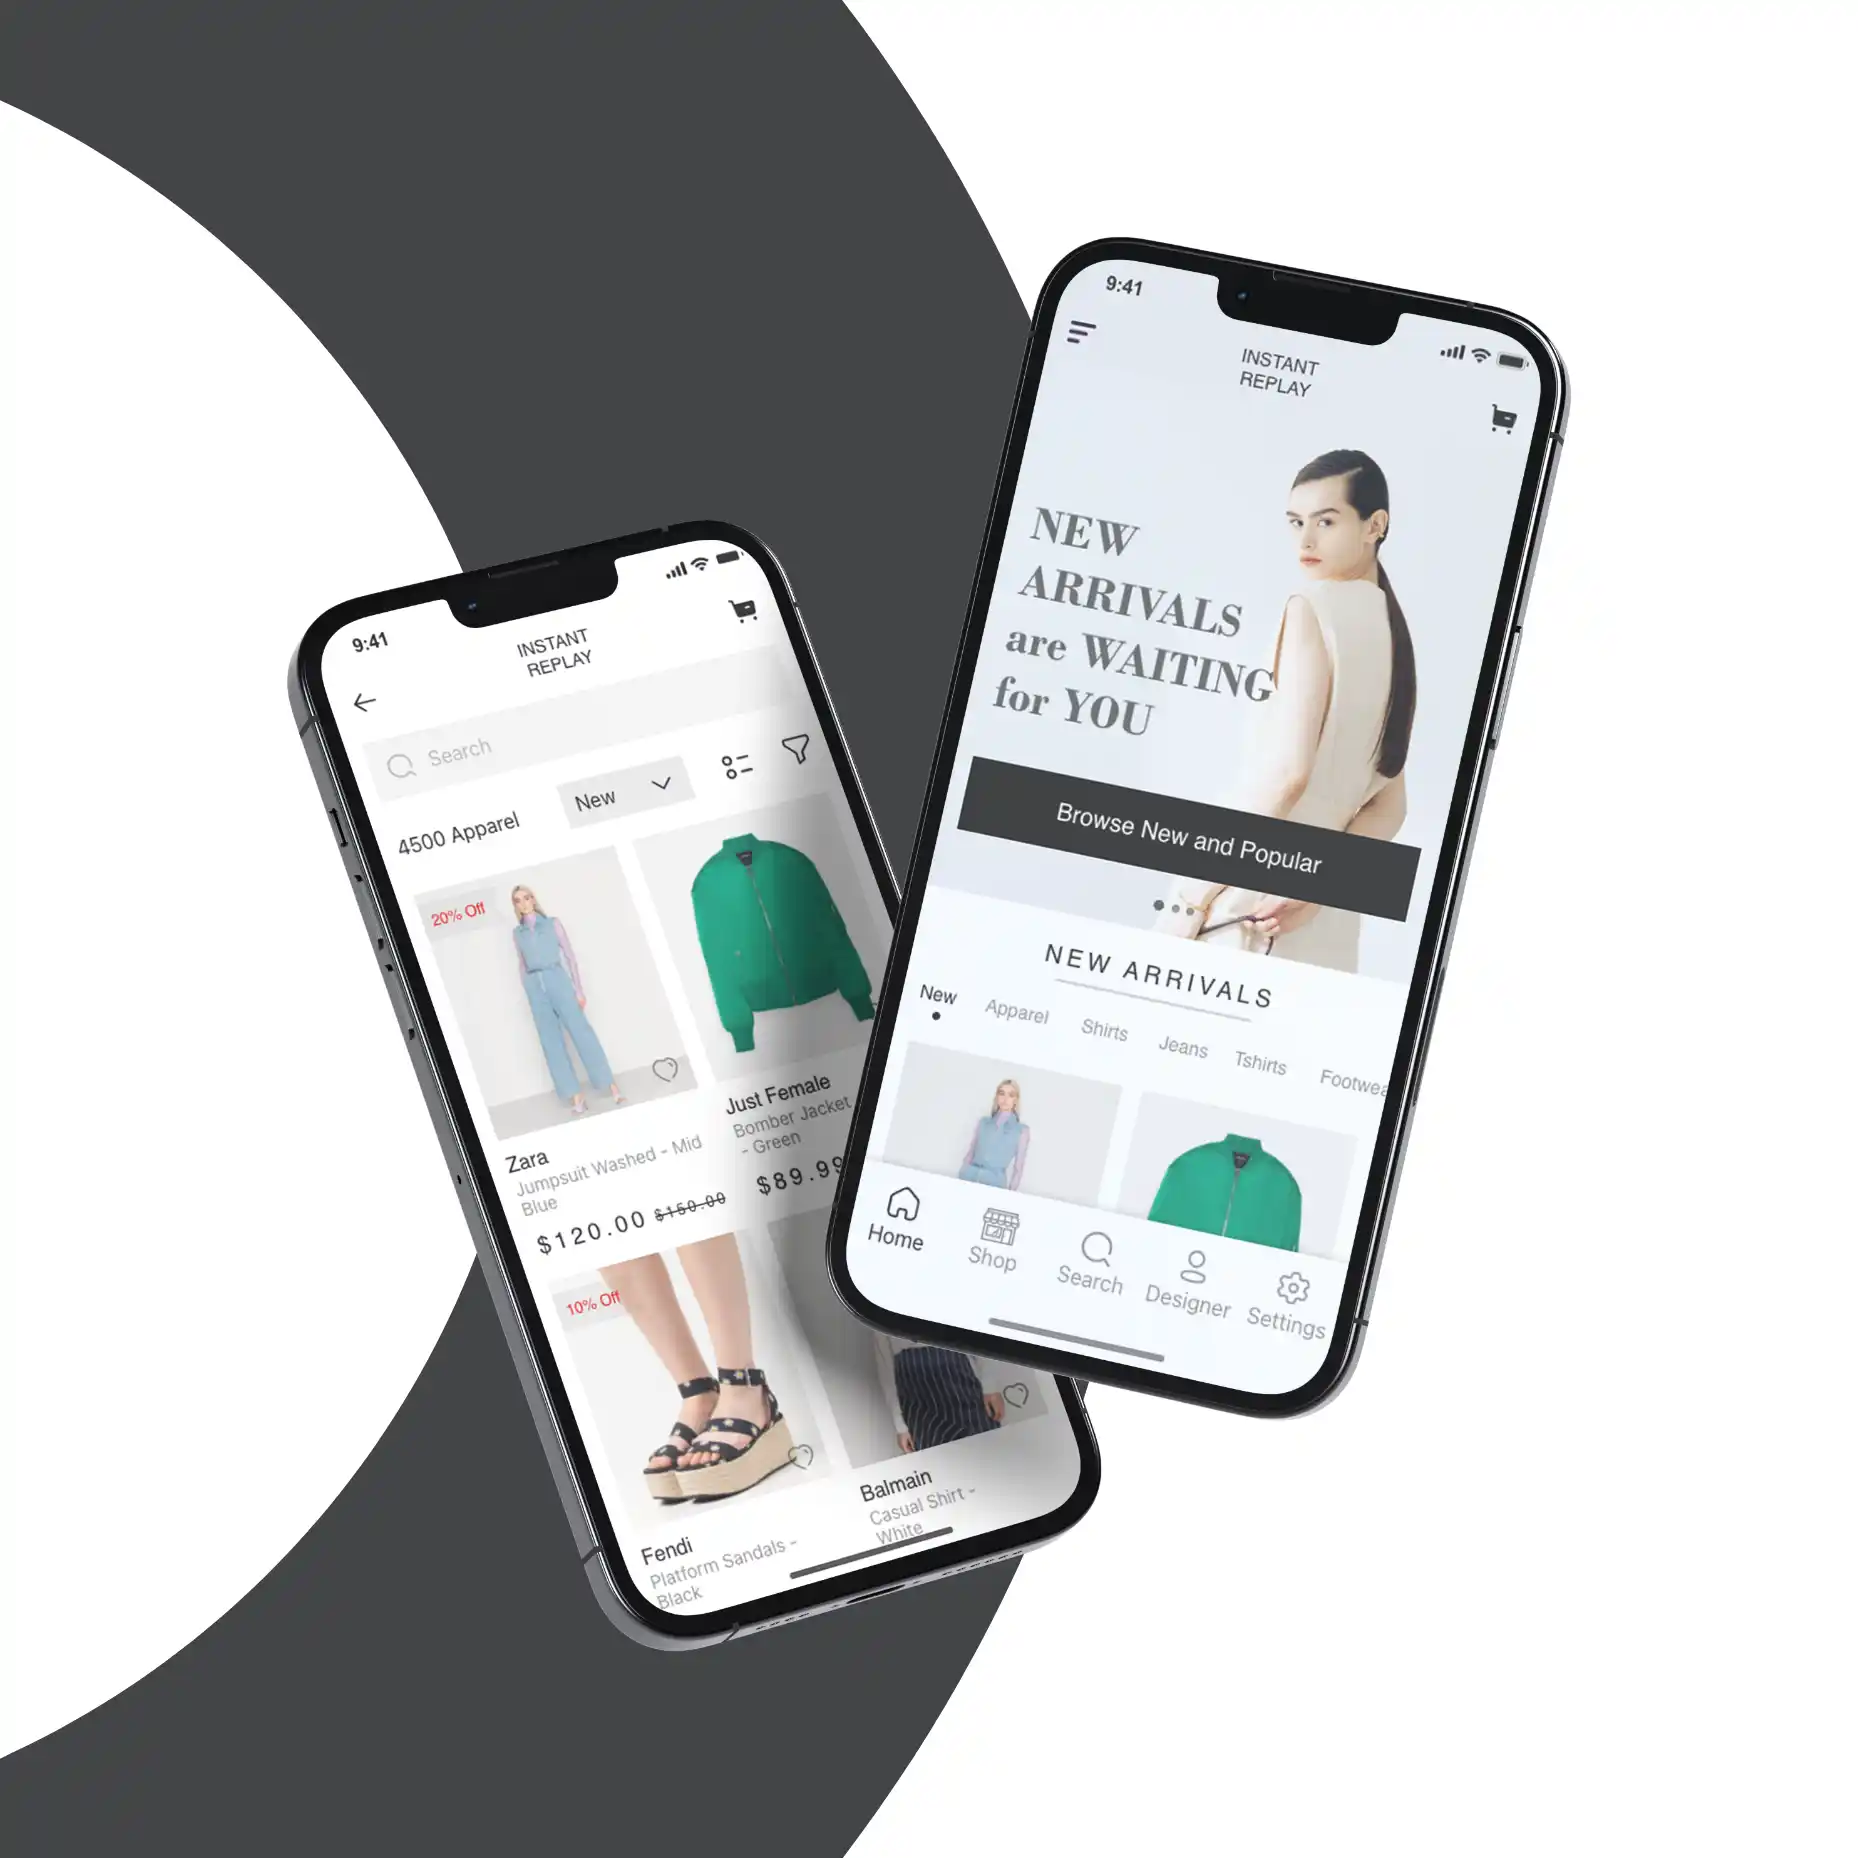 9:41
INSTANT
REPLAY
Search
4500 Apparel
New
20% Off
Zara
Jumpsuit Washed - Mid
Blue
$120.00 $150.00
Just Female
Bomber Jacket
- Green
$89.99
10% Off
Fendi
Platform Sandals -
Black
Balmain
Casual Shirt -
White
9:41
INSTANT
REPLAY
NEW
ARRIVALS
are WAITING
for YOU
Browse New and Popular
NEW ARRIVALS
New Apparel Shirts Jeans Tshirts Footwea
Home Shop Search Designer Settings